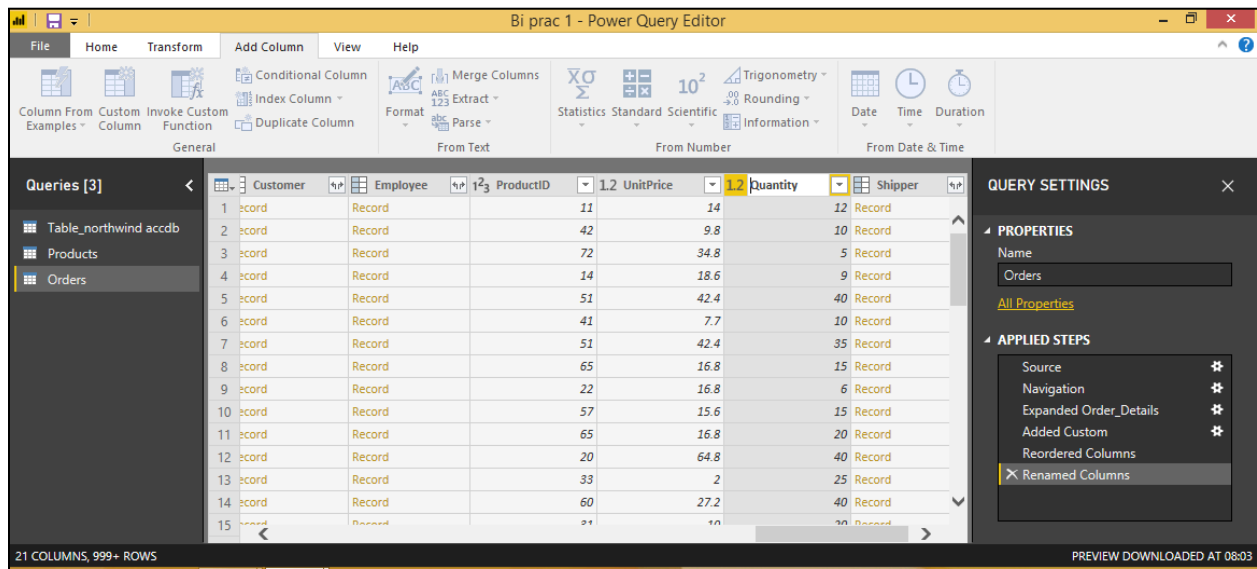 Bi prac 1 - Power Query Editor
File Home Transform Add Column View Help
Column From Examples Custom Column Invoke Custom Function
Conditional Column
Index Column
Duplicate Column
General
Format
Merge Columns
Extract
Parse
From Text
Statistics Standard Scientific
10²
Trigonometry
Rounding
Information
From Number
Date Time Duration
From Date & Time
Queries [3]
Table_northwind accdb
Products
Orders
Customer Employee 1²3 ProductID 1.2 UnitPrice 1.2 Quantity Shipper
1 ecord Record 11 14 12 Record
2 ecord Record 42 9.8 10 Record
3 ecord Record 72 34.8 5 Record
4 ecord Record 14 18.6 9 Record
5 ecord Record 51 42.4 40 Record
6 ecord Record 41 7.7 10 Record
7 ecord Record 51 42.4 35 Record
8 ecord Record 65 16.8 15 Record
9 ecord Record 22 16.8 6 Record
10 ecord Record 57 15.6 15 Record
11 ecord Record 65 16.8 20 Record
12 ecord Record 20 64.8 40 Record
13 ecord Record 33 2 25 Record
14 ecord Record 60 27.2 40 Record
15
QUERY SETTINGS
PROPERTIES
Name
Orders
All Properties
APPLIED STEPS
Source
Navigation
Expanded Order_Details
Added Custom
Reordered Columns
Renamed Columns
21 COLUMNS, 999+ ROWS
PREVIEW DOWNLOADED AT 08:03